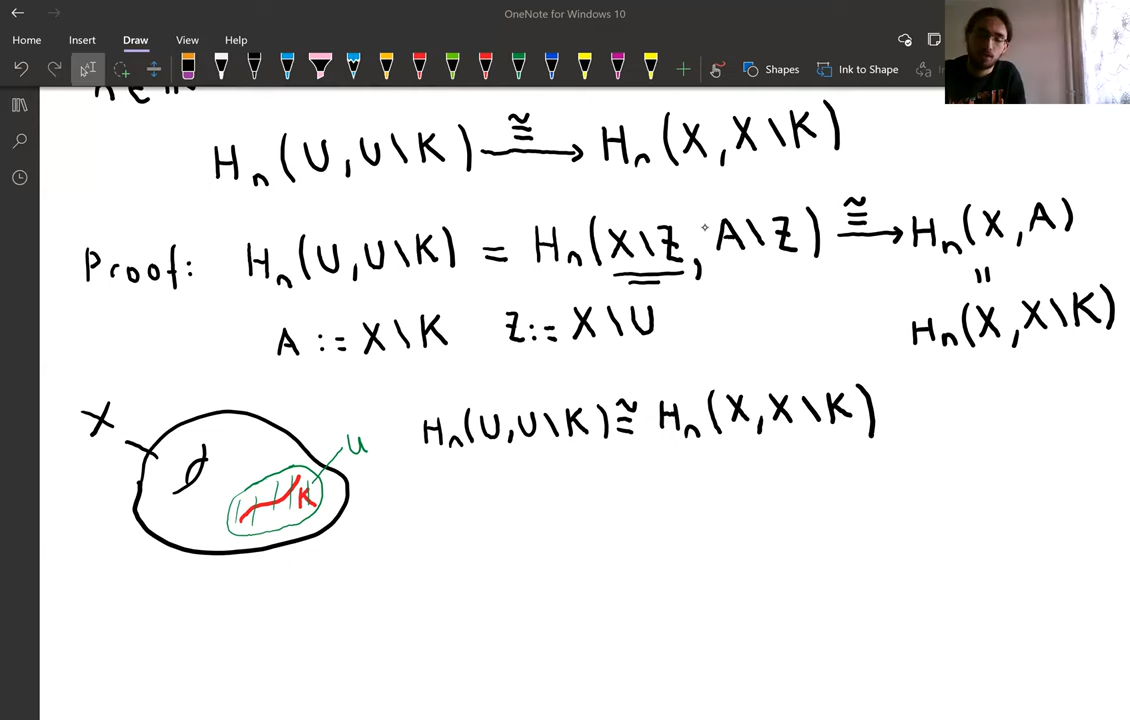 OneNote for Windows 10
Home Insert Draw View Help
Shapes Ink to Shape
n ∈ ℕ
Hₙ(U, U\K) ≅→ Hₙ(X, X\K)
Proof: Hₙ(U, U\K) = Hₙ(X\Z, A\Z) ≅→ Hₙ(X, A)
=
A := X\K Z := X\U Hₙ(X, X\K)
X Hₙ(U, U\K) ≅ Hₙ(X, X\K)
U
K